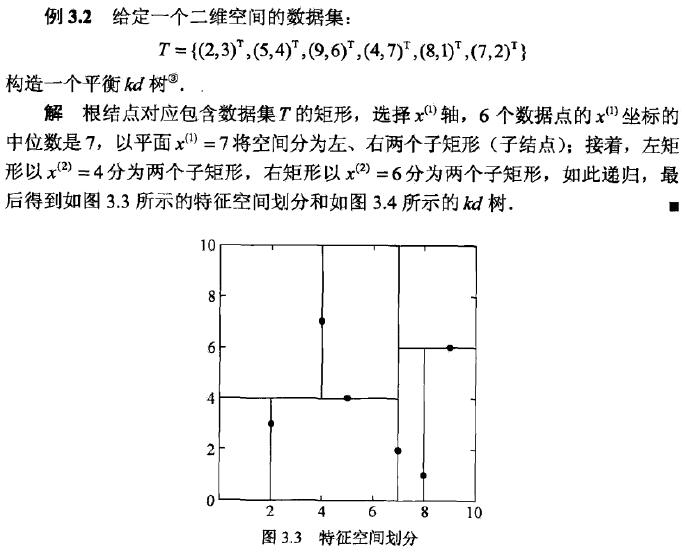 例 3.2 给定一个二维空间的数据集：
T = {(2,3)ᵀ,(5,4)ᵀ,(9,6)ᵀ,(4,7)ᵀ,(8,1)ᵀ,(7,2)ᵀ}
构造一个平衡 kd 树③．
解 根结点对应包含数据集 T 的矩形，选择 x⁽¹⁾ 轴，6 个数据点的 x⁽¹⁾ 坐标的
中位数是 7，以平面 x⁽¹⁾ = 7 将空间分为左、右两个子矩形（子结点）；接着，左矩
形以 x⁽²⁾ = 4 分为两个子矩形，右矩形以 x⁽²⁾ = 6 分为两个子矩形，如此递归，最
后得到如图 3.3 所示的特征空间划分和如图 3.4 所示的 kd 树． ■
10
8
6
4
2
0
2 4 6 8 10
图 3.3 特征空间划分